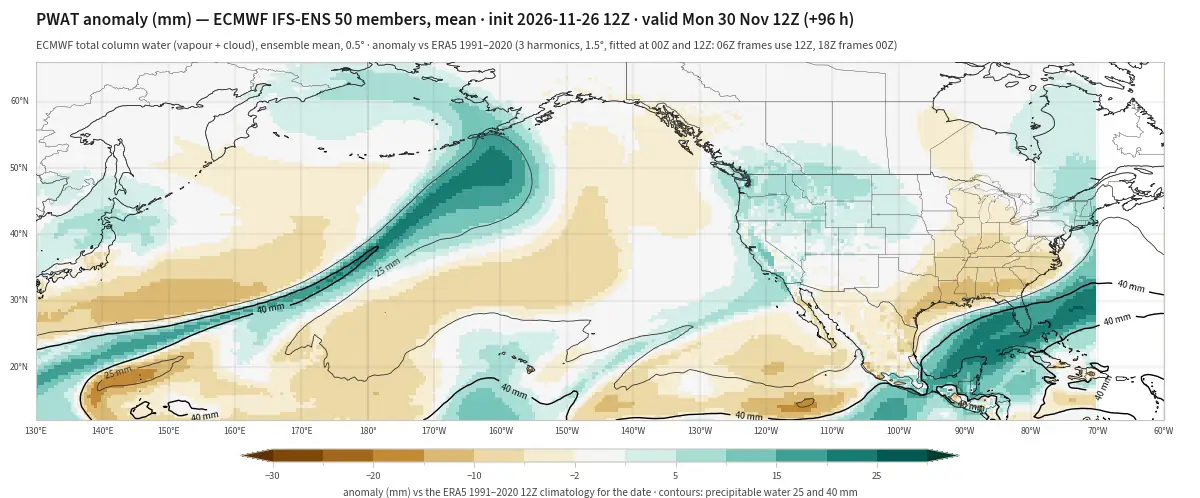 PWAT anomaly (mm) — ECMWF IFS-ENS 50 members, mean · init 2026-11-26 12Z · valid Mon 30 Nov 12Z (+96 h)
ECMWF total column water (vapour + cloud), ensemble mean, 0.5° · anomaly vs ERA5 1991–2020 (3 harmonics, 1.5°, fitted at 00Z and 12Z: 06Z frames use 12Z, 18Z frames 00Z)
60°N
50°N
40°N
30°N
20°N
25 mm
40 mm
40 mm
40 mm
25 mm
40 mm
40 mm
40 mm
40 mm
40 mm
130°E 140°E 150°E 160°E 170°E 180° 170°W 160°W 150°W 140°W 130°W 120°W 110°W 100°W 90°W 80°W 70°W 60°W
−30 −20 −10 −2 5 15 25
anomaly (mm) vs the ERA5 1991–2020 12Z climatology for the date · contours: precipitable water 25 and 40 mm